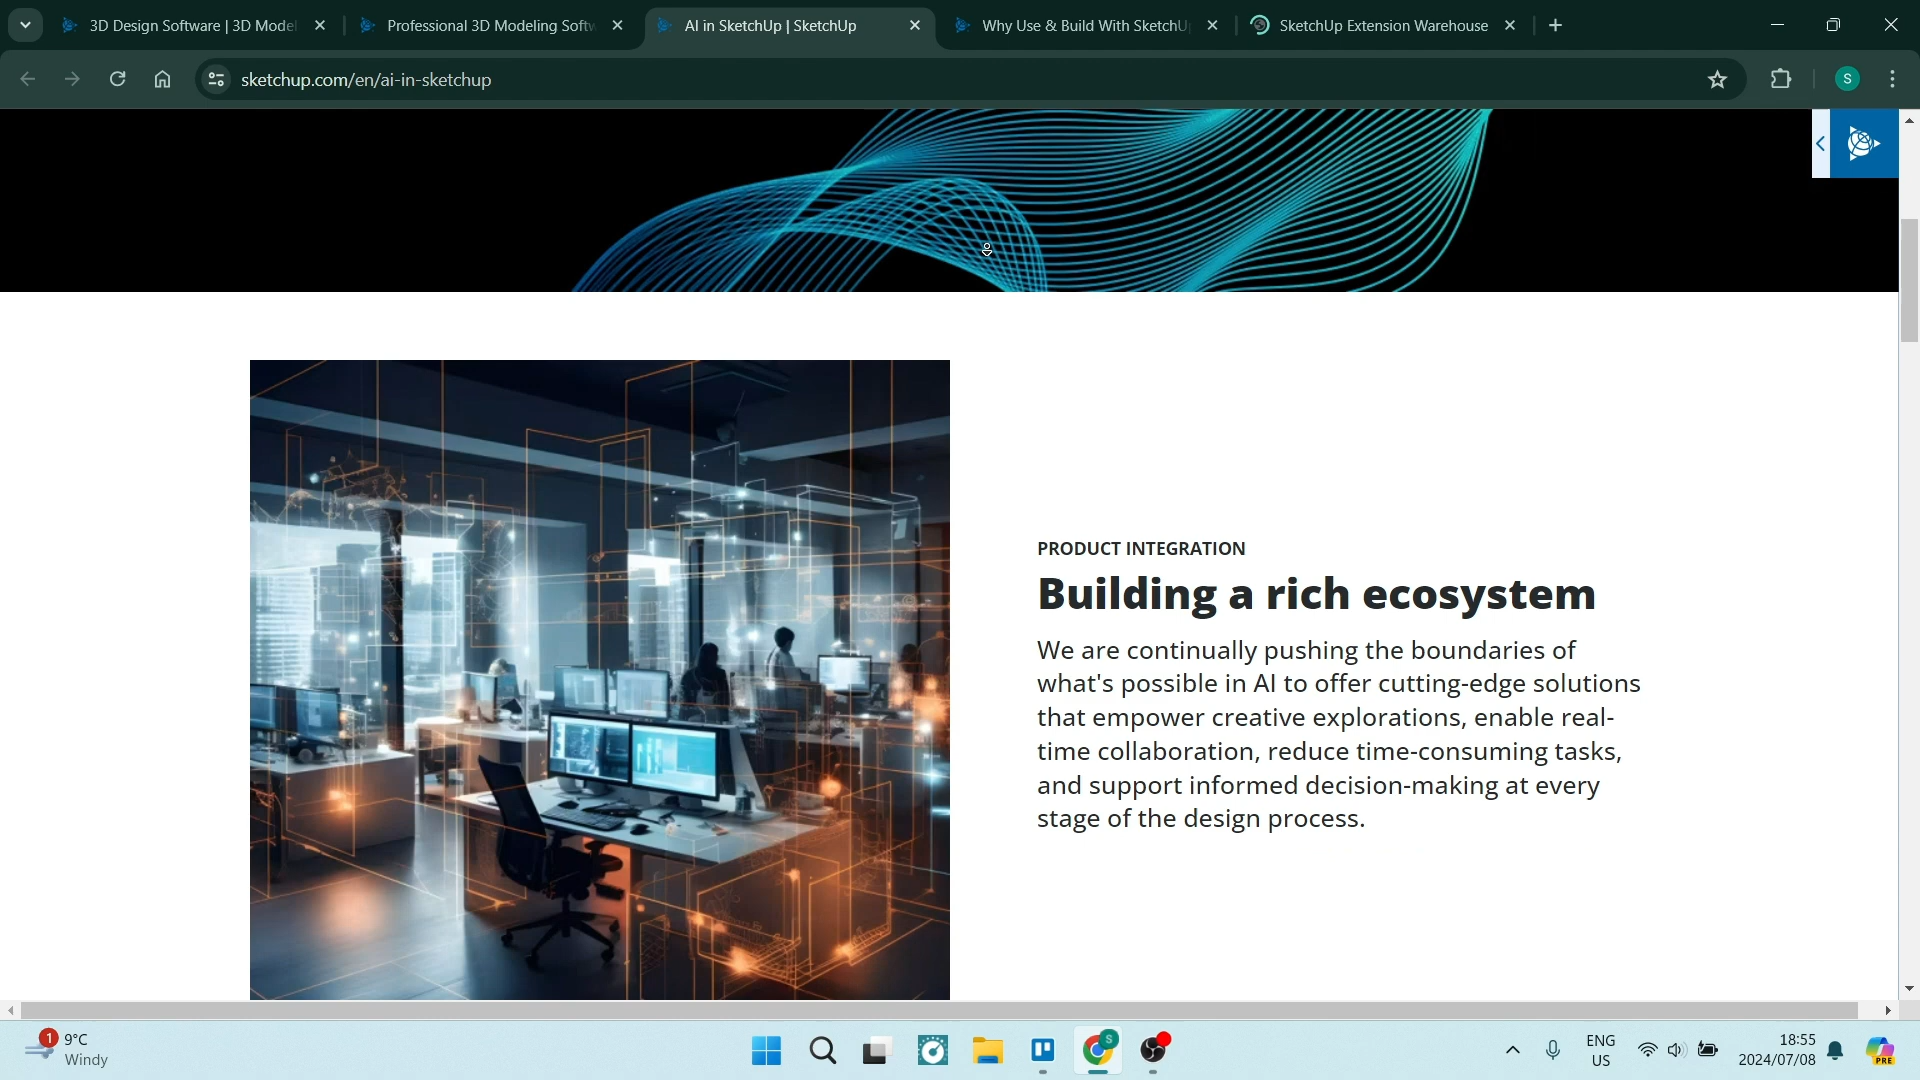 3D Design Software | 3D Model
Professional 3D Modeling Softw
AI in SketchUp | SketchUp
Why Use & Build With SketchU
SketchUp Extension Warehouse
sketchup.com/en/ai-in-sketchup
S
PRODUCT INTEGRATION
Building a rich ecosystem
We are continually pushing the boundaries of
what's possible in AI to offer cutting-edge solutions
that empower creative explorations, enable real-
time collaboration, reduce time-consuming tasks,
and support informed decision-making at every
stage of the design process.
1
9°C
Windy
S
ENG
US
18:55
2024/07/08
PRE